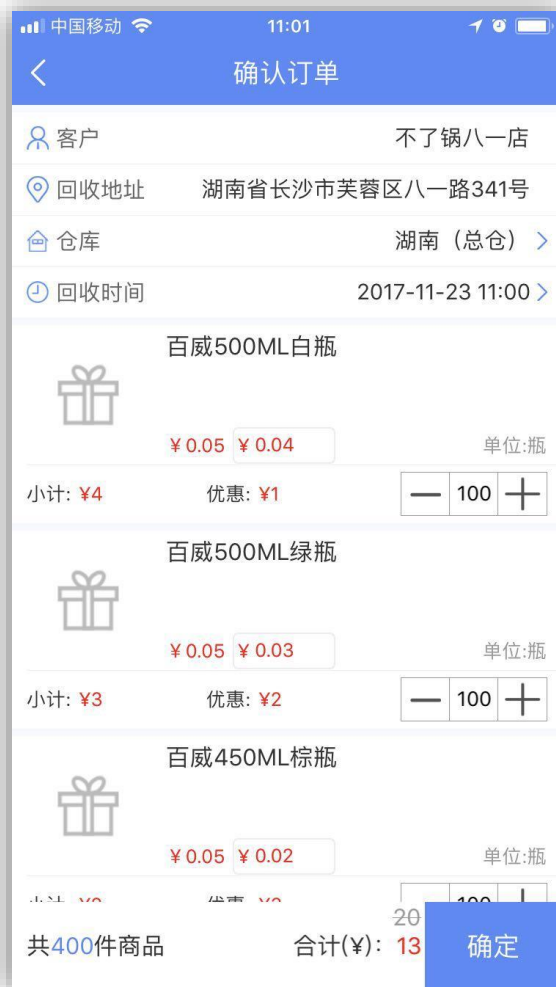 中国移动 11:01
确认订单
客户 不了锅八一店
回收地址 湖南省长沙市芙蓉区八一路341号
仓库 湖南（总仓）
回收时间 2017-11-23 11:00
百威500ML白瓶
¥0.05 ¥0.04 单位:瓶
小计: ¥4 优惠: ¥1 100
百威500ML绿瓶
¥0.05 ¥0.03 单位:瓶
小计: ¥3 优惠: ¥2 100
百威450ML棕瓶
¥0.05 ¥0.02 单位:瓶
20
共400件商品 合计(¥): 13 确定